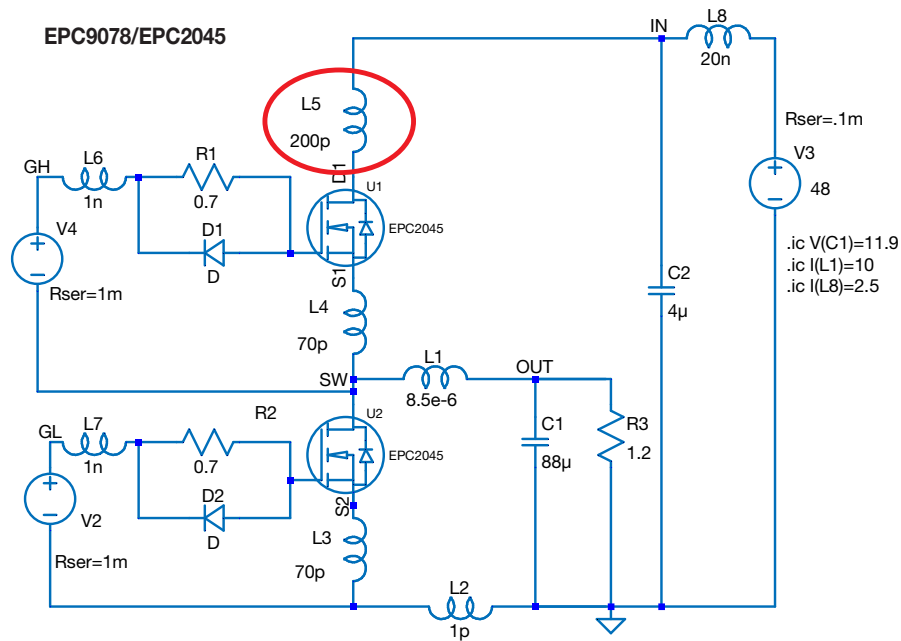 EPC9078/EPC2045
IN
L8
20n
L5
200p
Rser=.1m
V3
48
GH
L6
1n
R1
0.7
D1
U1
EPC2045
V4
D1
D
Rser=1m
S1
.ic V(C1)=11.9
.ic I(L1)=10
.ic I(L8)=2.5
C2
4µ
L4
70p
SW
L1
8.5e-6
OUT
GL
L7
1n
R2
0.7
U2
EPC2045
C1
88µ
R3
1.2
V2
D2
D
S2
Rser=1m
L3
70p
L2
1p